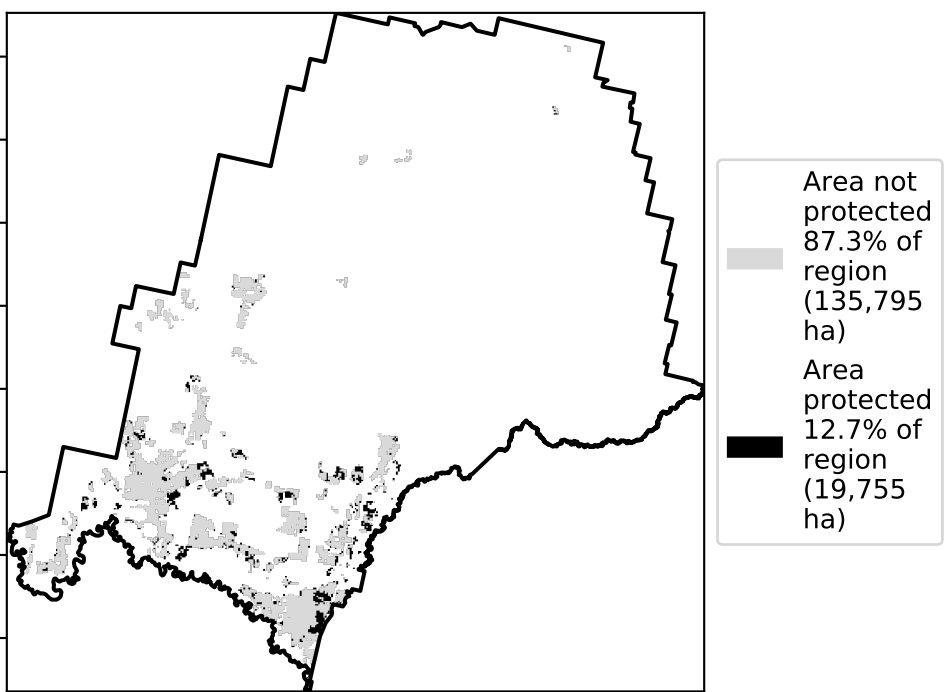 Area not
protected
87.3% of
region
(135,795
ha)
Area
protected
12.7% of
region
(19,755
ha)